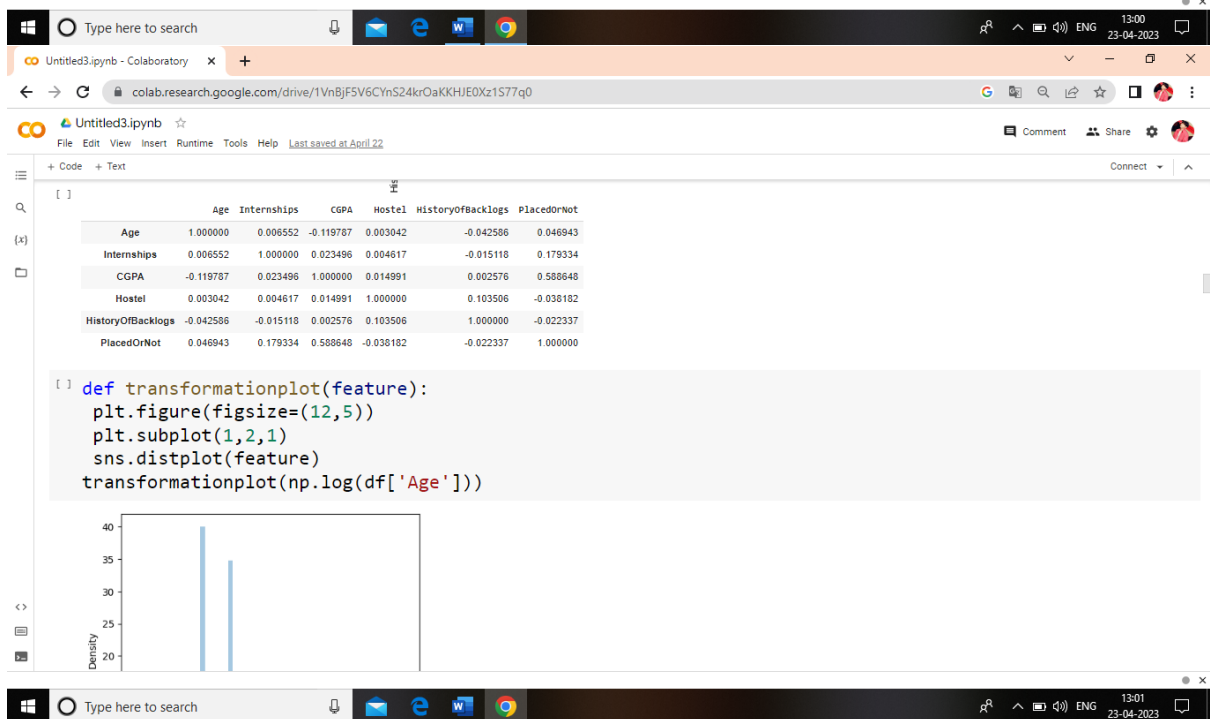 Type here to search
ENG
13:00
23-04-2023
Untitled3.ipynb - Colaboratory
colab.research.google.com/drive/1VnBjF5V6CYnS24krOaKKHJE0Xz1S77q0
Untitled3.ipynb
Comment Share
File Edit View Insert Runtime Tools Help Last saved at April 22
+ Code + Text Connect
[ ]
His
Age Internships CGPA Hostel HistoryOfBacklogs PlacedOrNot
Age 1.000000 0.006552 -0.119787 0.003042 -0.042586 0.046943
Internships 0.006552 1.000000 0.023496 0.004617 -0.015118 0.179334
CGPA -0.119787 0.023496 1.000000 0.014991 0.002576 0.588648
Hostel 0.003042 0.004617 0.014991 1.000000 0.103506 -0.038182
HistoryOfBacklogs -0.042586 -0.015118 0.002576 0.103506 1.000000 -0.022337
PlacedOrNot 0.046943 0.179334 0.588648 -0.038182 -0.022337 1.000000
[ ] def transformationplot(feature):
plt.figure(figsize=(12,5))
plt.subplot(1,2,1)
sns.distplot(feature)
transformationplot(np.log(df['Age']))
40
35
30
25
20
Density
Type here to search
ENG
13:01
23-04-2023